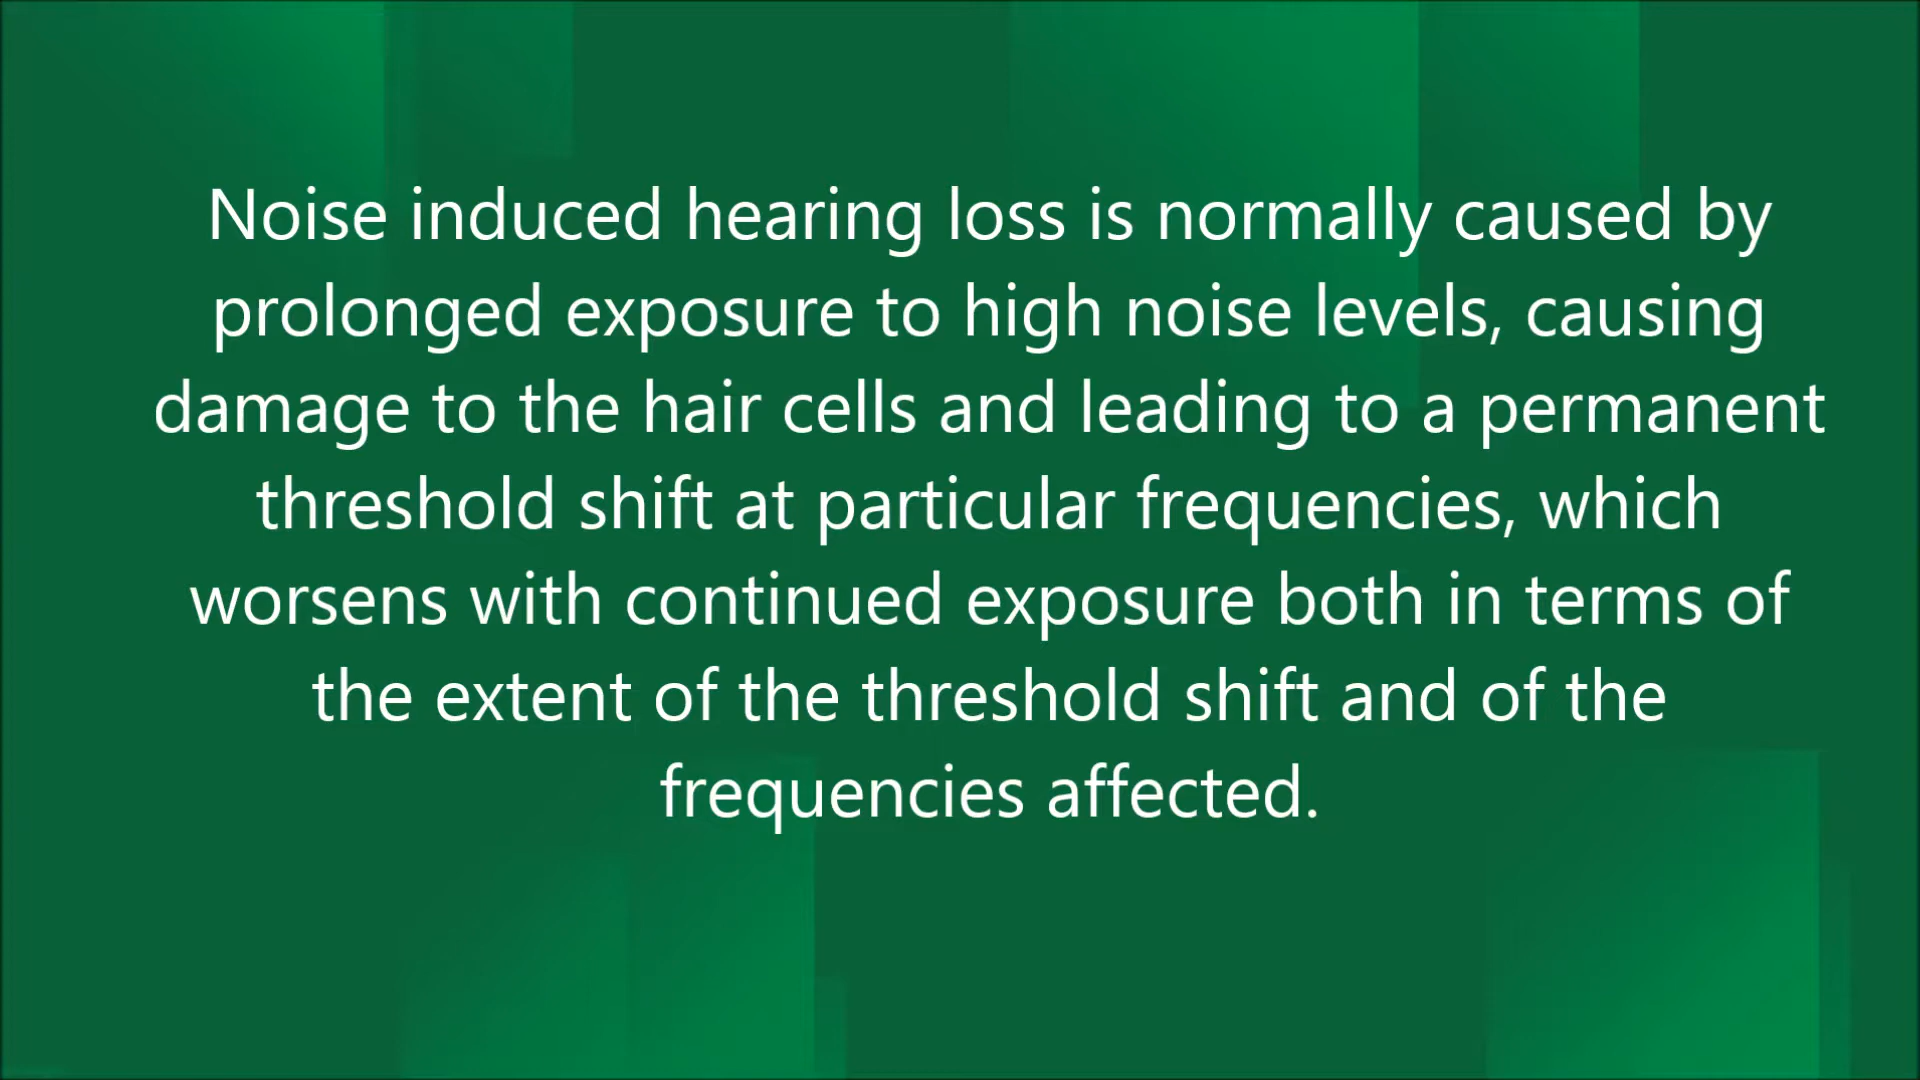 Noise induced hearing loss is normally caused by
prolonged exposure to high noise levels, causing
damage to the hair cells and leading to a permanent
threshold shift at particular frequencies, which
worsens with continued exposure both in terms of
the extent of the threshold shift and of the
frequencies affected.